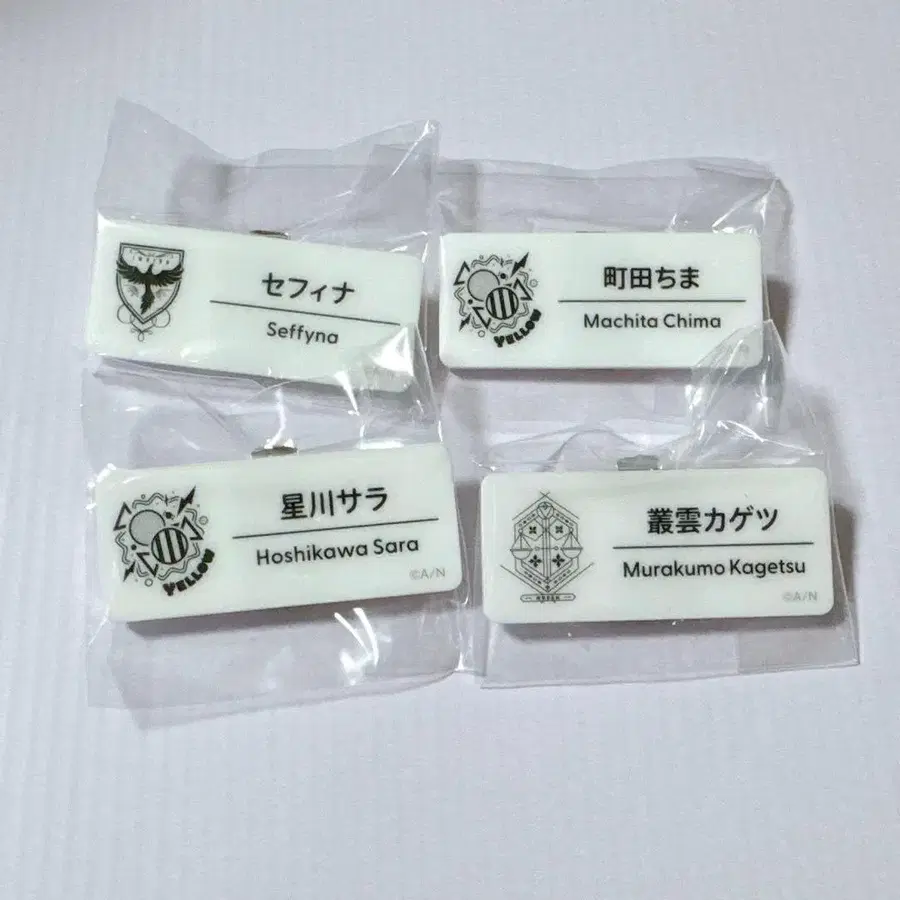 セフィナ
Seffyna
YELLOW
町田ちま
Machita Chima
YELLOW
星川サラ
Hoshikawa Sara
©A/N
叢雲カゲツ
Murakumo Kagetsu
©A/N